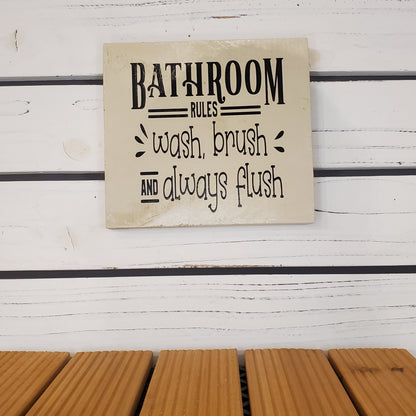 BATHROOM
RULES
wash, brush
AND always flush